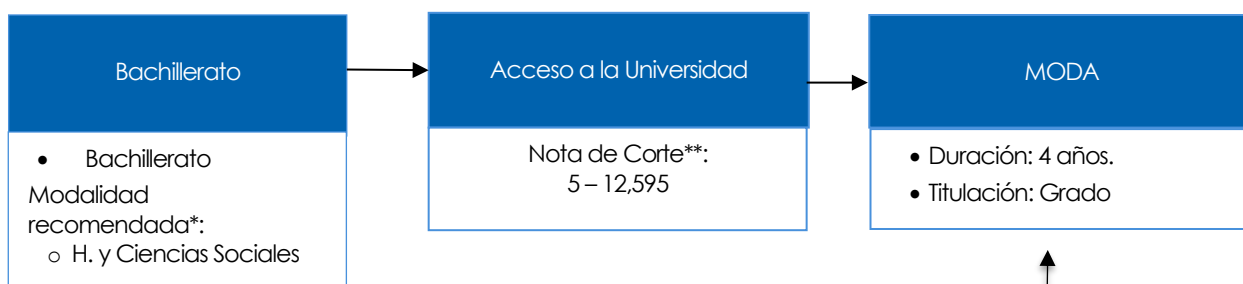 Bachillerato
• Bachillerato
Modalidad
recomendada*:
o H. y Ciencias Sociales
Acceso a la Universidad
Nota de Corte**:
5 – 12,595
MODA
• Duración: 4 años.
• Titulación: Grado